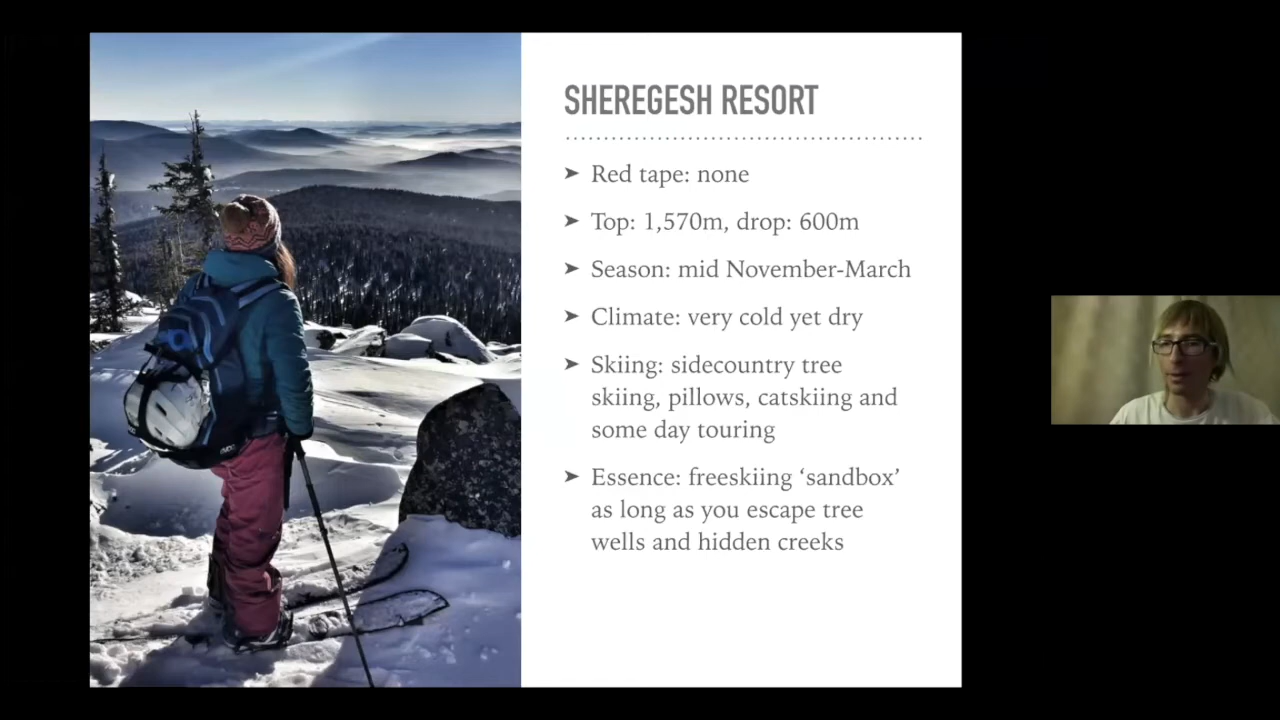 SHEREGESH RESORT
➤ Red tape: none
➤ Top: 1,570m, drop: 600m
➤ Season: mid November-March
➤ Climate: very cold yet dry
➤ Skiing: sidecountry tree
skiing, pillows, catskiing and
some day touring
➤ Essence: freeskiing ‘sandbox’
as long as you escape tree
wells and hidden creeks